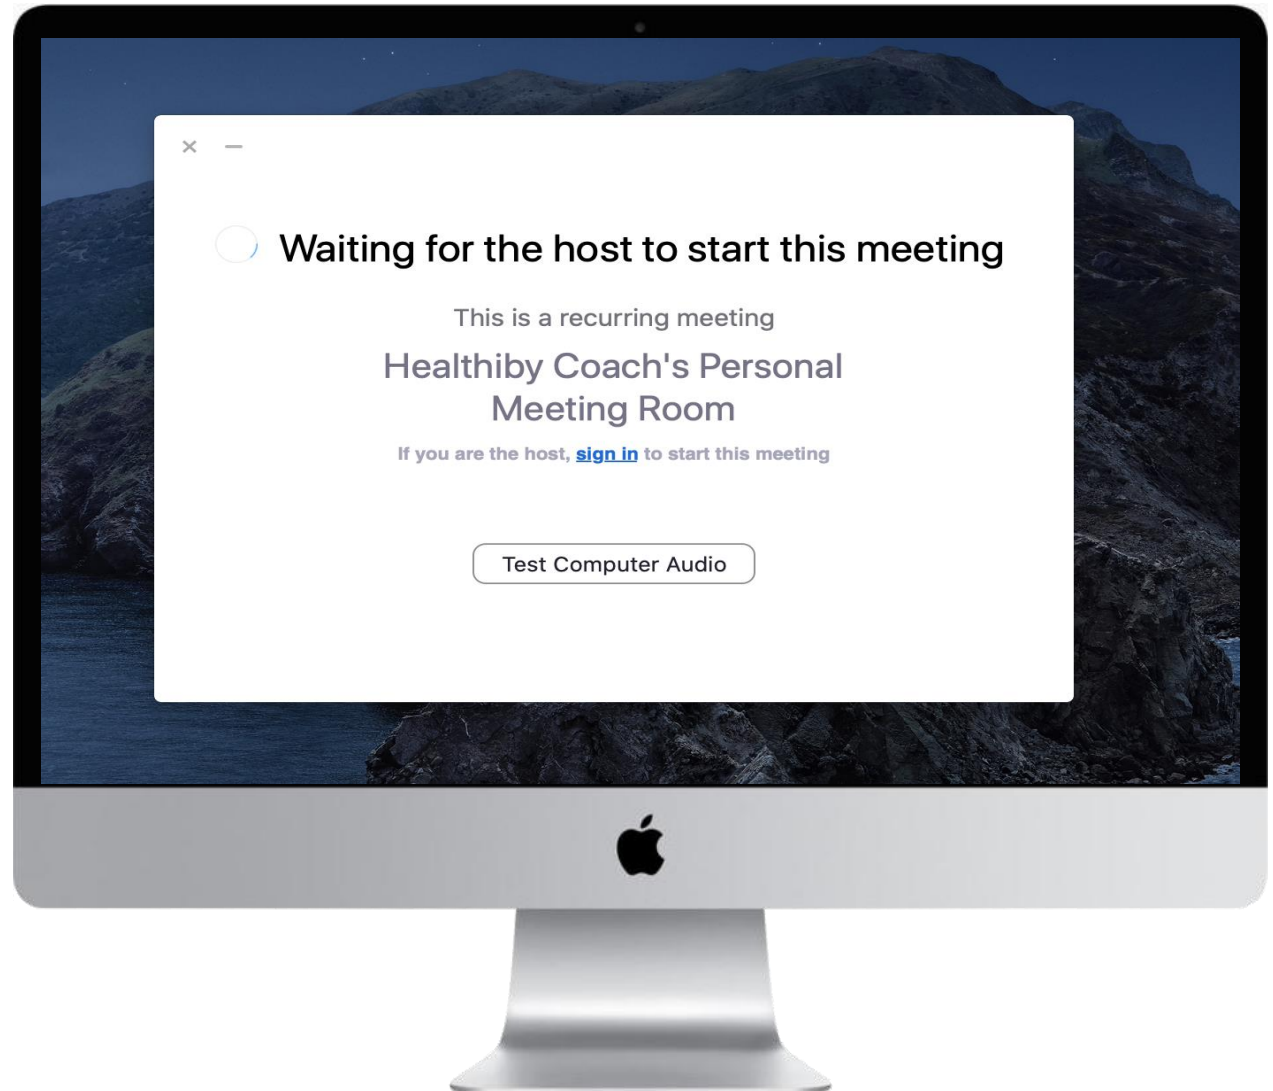 Waiting for the host to start this meeting
This is a recurring meeting
Healthiby Coach's Personal
Meeting Room
If you are the host, sign in to start this meeting
Test Computer Audio